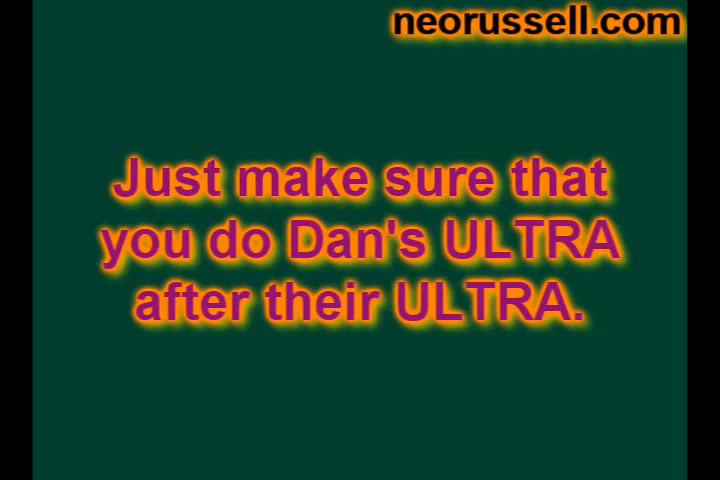 neorussell.com
Just make sure that
you do Dan's ULTRA
after their ULTRA.